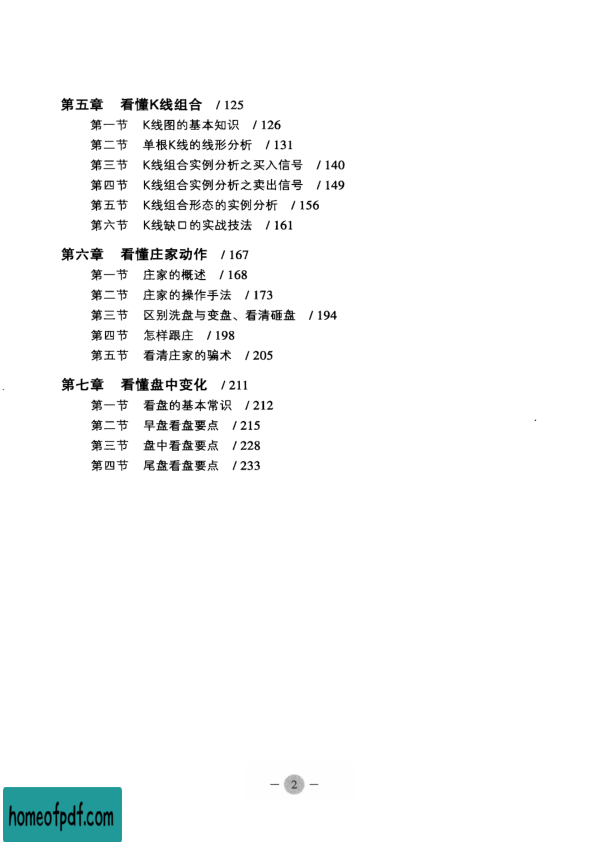 第五章 看懂K线组合 / 125
第一节 K线图的基本知识 / 126
第二节 单根K线的线形分析 / 131
第三节 K线组合实例分析之买入信号 / 140
第四节 K线组合实例分析之卖出信号 / 149
第五节 K线组合形态的实例分析 / 156
第六节 K线缺口的实战技法 / 161
第六章 看懂庄家动作 / 167
第一节 庄家的概述 / 168
第二节 庄家的操作手法 / 173
第三节 区别洗盘与变盘、看清砸盘 / 194
第四节 怎样跟庄 / 198
第五节 看清庄家的骗术 / 205
第七章 看懂盘中变化 / 211
第一节 看盘的基本常识 / 212
第二节 早盘看盘要点 / 215
第三节 盘中看盘要点 / 228
第四节 尾盘看盘要点 / 233
— 2 —
homeofpdf.com